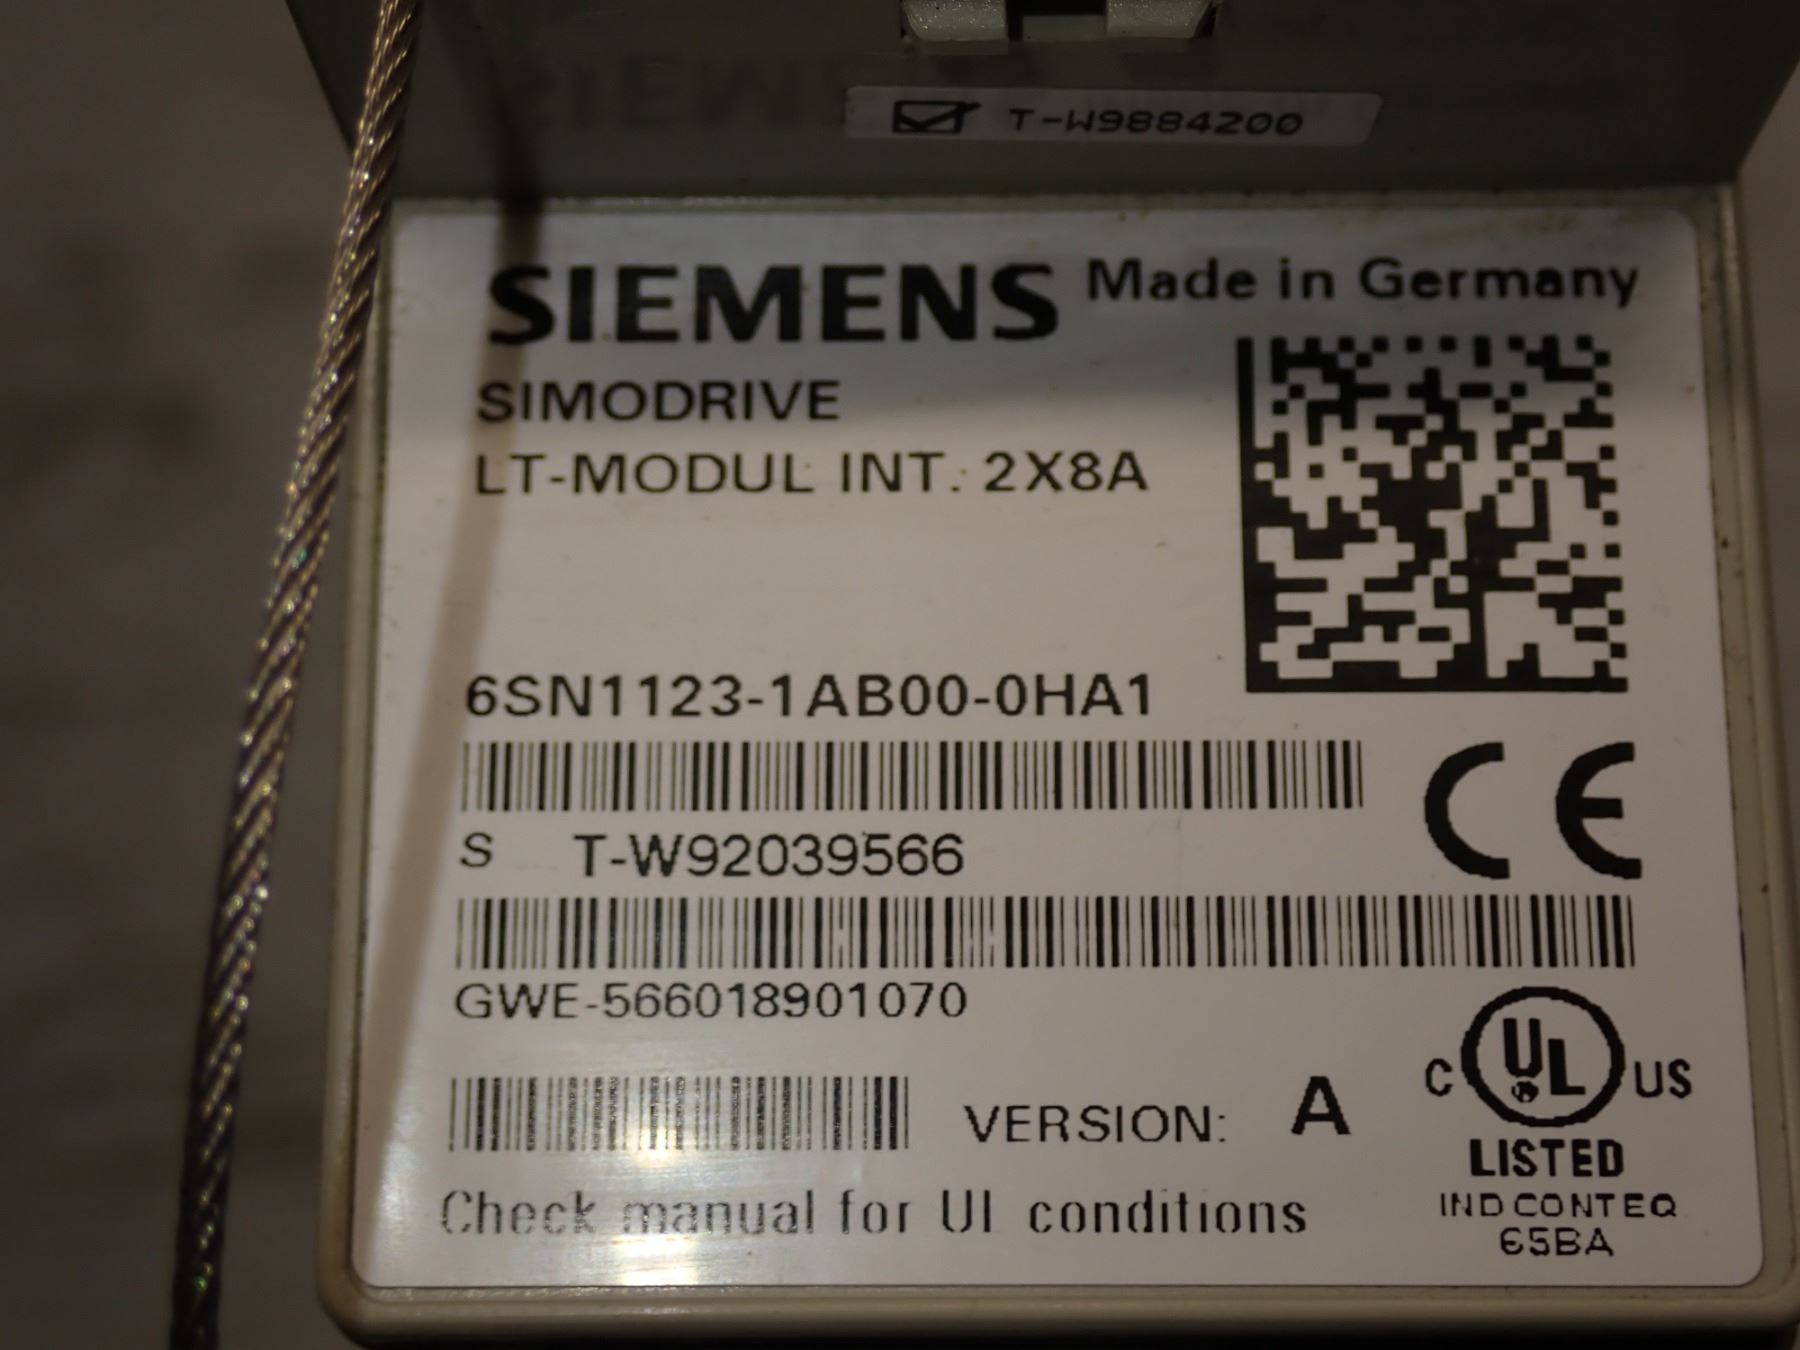 T-W9884200
SIEMENS Made in Germany
SIMODRIVE
LT-MODUL INT.: 2X8A
6SN1123-1AB00-0HA1
CE
S T-W92039566
GWE-566018901070
C UL US
LISTED
VERSION: A
IND CONT EQ
65BA
Check manual for UI conditions